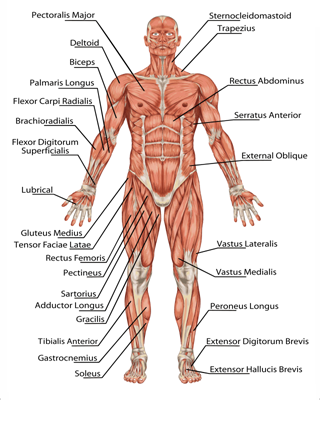 Pectoralis Major
Deltoid
Biceps
Palmaris Longus
Flexor Carpi Radialis
Brachioradialis
Flexor Digitorum
Superficialis
Lubrical
Gluteus Medius
Tensor Faciae Latae
Rectus Femoris
Pectineus
Sartorius
Adductor Longus
Gracilis
Tibialis Anterior
Gastrocnemius
Soleus
Sternocleidomastoid
Trapezius
Rectus Abdominus
Serratus Anterior
External Oblique
Vastus Lateralis
Vastus Medialis
Peroneus Longus
Extensor Digitorum Brevis
Extensor Hallucis Brevis